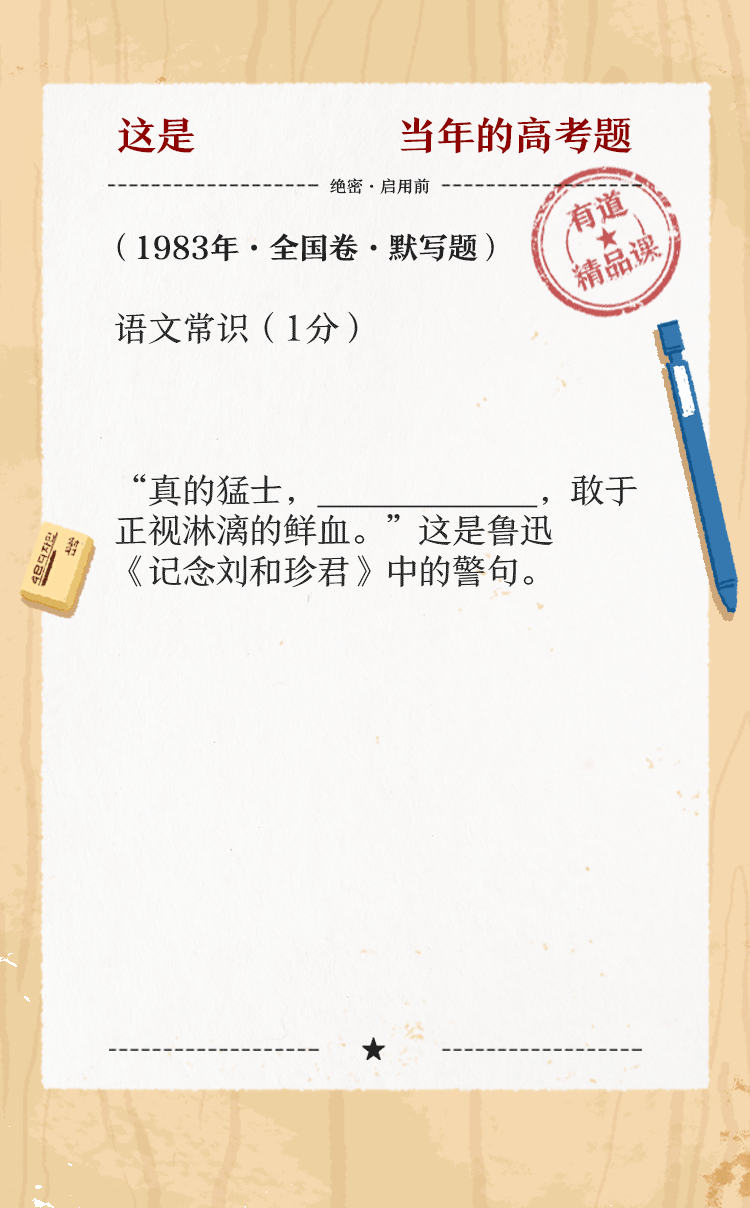 这是 当年的高考题
绝密·启用前
有道
精品课
（1983年·全国卷·默写题）
语文常识（1分）
“真的猛士，____________，敢于
正视淋漓的鲜血。”这是鲁迅
《记念刘和珍君》中的警句。